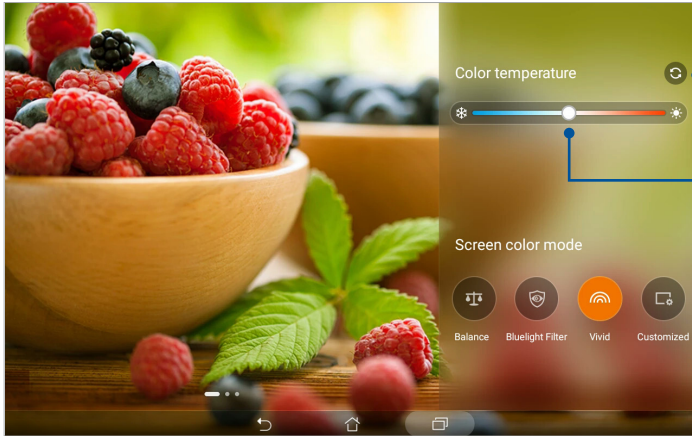 Color temperature
Screen color mode
Balance
Bluelight Filter
Vivid
Customized